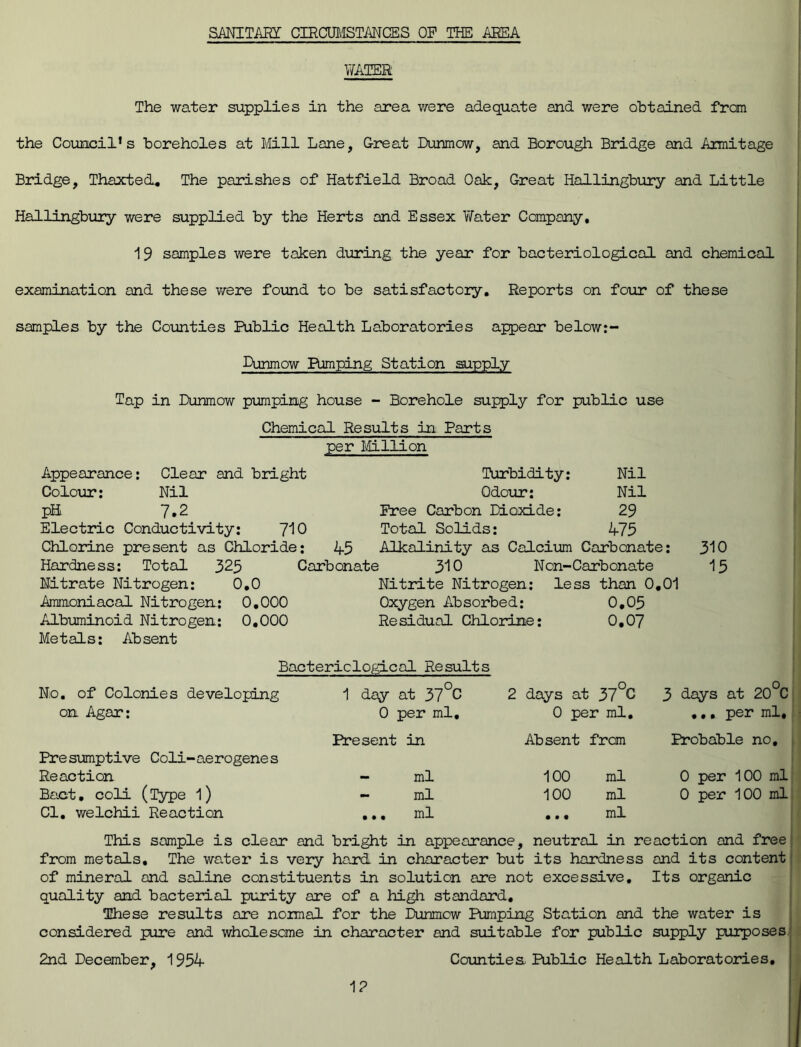 SANITARY CIRCUMSTANCES OF THE AREA
WATER
The water supplies in the area were adequate and were obtained from
the Council's boreholes at Mill Lane, Great Dunmow, and Borough Bridge and Armitage
Bridge, Thaxted. The parishes of Hatfield Broad Oak, Great Hallingbury and Little
Hallingbury were supplied by the Herts and Essex Water Company.
19 samples were taken during the year for bacteriological and chemical
examination and these were found to be satisfactory. Reports on four of these
samples by the Counties Public Health Laboratories appear below:-
Dunmow Pumping Station supply
Tap in Dunmow pumping house - Borehole supply for public use
Chemical Results in Parts
per Million
Appearance: Clear and bright Turbidity: Nil
Colour: Nil Odour: Nil
pH 7.2 Free Carbon Dioxide: 29
Electric Conductivity: 710 Total Solids: 475
Chlorine present as Chloride: 45 Alkalinity as Calcium Carbonate: 310
Hardness: Total 325 Carbonate 310 Non-Carbonate 15
Nitrate Nitrogen: 0.0 Nitrite Nitrogen: less than 0.01
Ammoniacal Nitrogen: 0.000 Oxygen Absorbed: 0.05
Albuminoid Nitrogen: 0.000 Residual Chlorine: 0.07
Metals: Absent
Bacteriological Results
No. of Colonies developing 1 day at 37°C 2 days at 37°C 3 days at 20°C
on Agar: 0 per ml. 0 per ml. ... per ml.
Present in Absent from Probable no.
Presumptive Coli-aerogenes
Reaction - ml 100 ml 0 per 100 ml
Bact. coli (Type 1) - ml 100 ml 0 per 100 ml
Cl. welchii Reaction ... ml ... ml
This sample is clear and bright in appearance, neutral in reaction and free
from metals. The water is very hard in character but its hardness and its content
of mineral and saline constituents in solution are not excessive. Its organic
quality and bacterial purity are of a high standard.
These results are normal for the Dunmow Pumping Station and the water is
considered pure and wholesome in character and suitable for public supply purposes.
2nd December, 1954 Counties Public Health Laboratories.
12